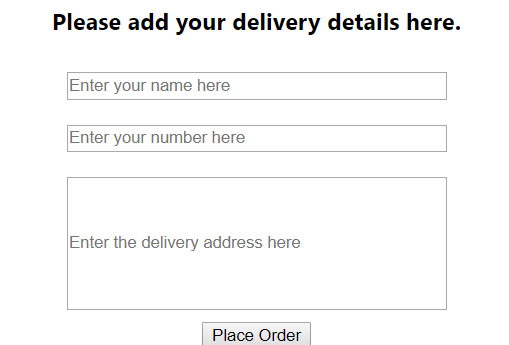 Please add your delivery details here.
Enter your name here
Enter your number here
Enter the delivery address here
Place Order